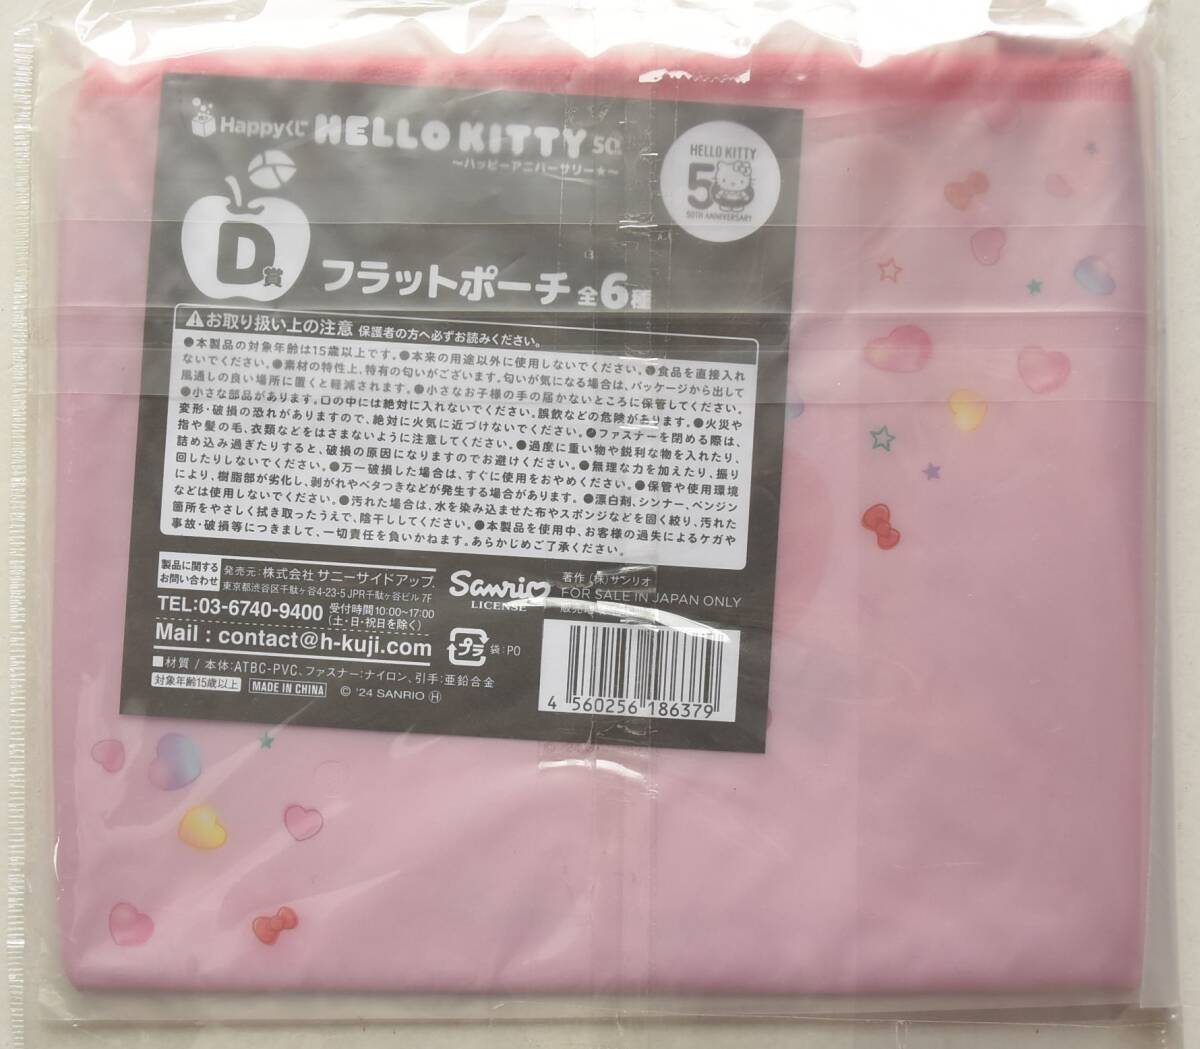 Happyくじ HELLO KITTY 50th
～ハッピーアニバーサリー★～
HELLO KITTY
50
50TH ANNIVERSARY
D賞 フラットポーチ 全6種
お取り扱い上の注意 保護者の方へ必ずお読みください。
●本製品の対象年齢は15歳以上です。●本来の用途以外に使用しないでください。●食品を直接入れ
ないでください。●素材の特性上、特有の匂いがございます。匂いが気になる場合は、パッケージから出して
風通しの良い場所に置くと軽減されます。●小さなお子様の手の届かないところに保管してください。
●小さな部品があります。口の中には絶対に入れないでください。誤飲などの危険があります。●火災や
変形・破損の恐れがありますので、絶対に火気に近づけないでください。●ファスナーを閉める際は、
指や髪の毛、衣類などをはさまないように注意してください。●過度に重い物や鋭利な物を入れたり、
詰め込み過ぎたりすると、破損の原因になりますのでお避けください。●無理な力を加えたり、振り
回したりしないでください。●万一破損した場合は、すぐに使用をおやめください。●保管や使用環境
により、樹脂部が劣化し、剥がれやベタつきなどが発生する場合があります。●漂白剤、シンナー、ベンジン
などは使用しないでください。●汚れた場合は、水を染み込ませた布やスポンジなどを固く絞り、汚れた
箇所をやさしく拭き取ったうえで、陰干ししてください。●本製品を使用中、お客様の過失によるケガや
事故・破損等につきまして、一切責任を負いかねます。あらかじめご了承ください。
製品に関する
お問い合わせ
発売元：株式会社 サニーサイドアップ
東京都渋谷区千駄ヶ谷4-23-5 JPR千駄ヶ谷ビル 7F
TEL:03-6740-9400 受付時間10:00~17:00
(土・日・祝日を除く)
Mail : contact@h-kuji.com
Sanrio
LICENSE
著作 (株)サンリオ
FOR SALE IN JAPAN ONLY
プラ 袋：PO
■材質 / 本体：ATBC-PVC、ファスナー：ナイロン、引手：亜鉛合金
対象年齢15歳以上 MADE IN CHINA © '24 SANRIO Ⓗ
4 560256 186379